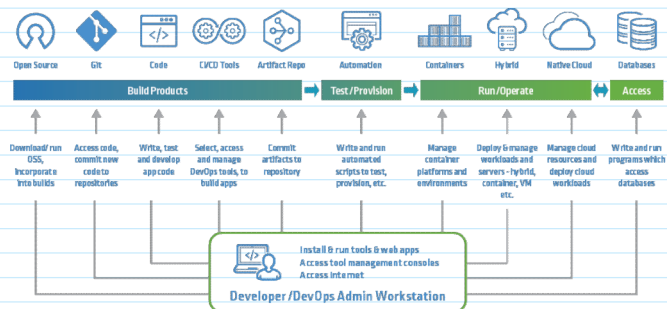 Open Source
Git
Code
CI/CD Tools
Artifact Repo
Automation
Containers
Hybrid
Native Cloud
Databases
Build Products
Test/Provision
Run/Operate
Access
Download/ run
OSS,
Incorporate
into builds
Access code,
commit new
code to
repositories
Write, test
and develop
app code
Select, access
and manage
DevOps tools, to
build apps
Commit
artifacts to
repository
Write and run
automated
scripts to test,
provision, etc.
Manage
container
platforms and
environments
Deploy & manage
workloads and
servers - hybrid,
container, VM
etc.
Manage cloud
resources and
deploy cloud
workloads
Write and run
programs which
access
databases
Install & run tools & web apps
Access tool management consoles
Access Internet
Developer/DevOps Admin Workstation